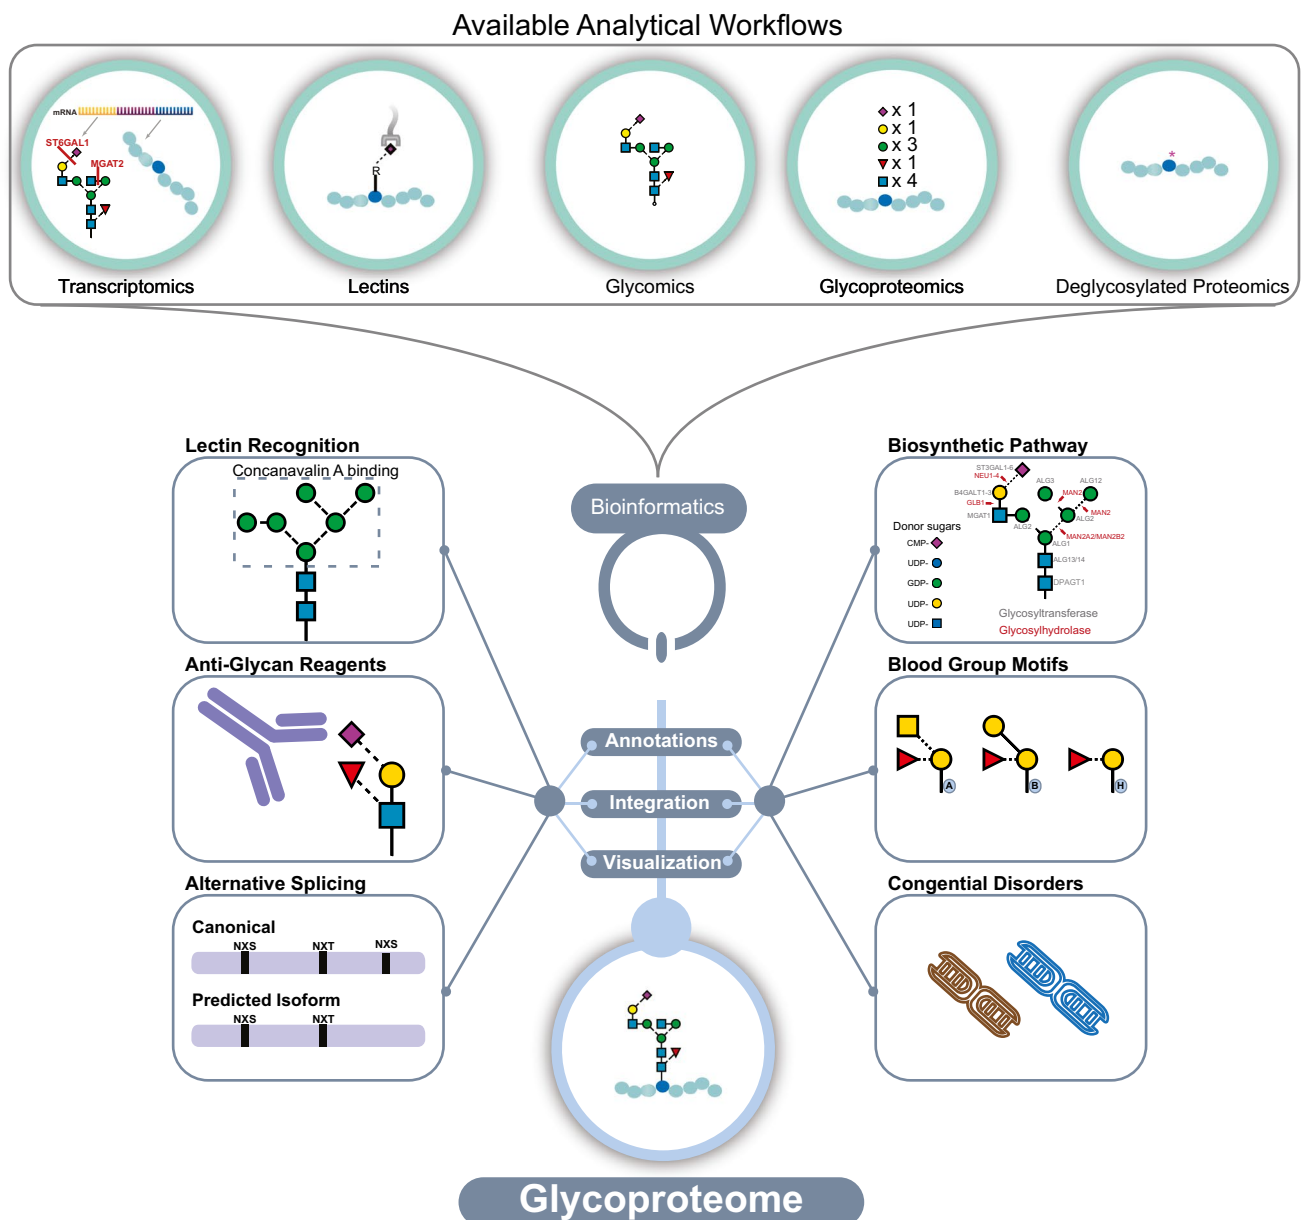 Available Analytical Workflows
mRNA
ST6GAL1
MGAT2
R
x 1
x 1
x 3
x 1
x 4
*
Transcriptomics
Lectins
Glycomics
Glycoproteomics
Deglycosylated Proteomics
Bioinformatics
Lectin Recognition
Concanavalin A binding
Anti-Glycan Reagents
Alternative Splicing
Canonical
NXS NXT NXS
Predicted Isoform
NXS NXT
Annotations
Integration
Visualization
Biosynthetic Pathway
ST3GAL1-6
NEU1-4
ALG3 ALG12
B4GALT1-3 MAN2
GLB1
MAN2
MGAT1 ALG2 ALG2
Donor sugars
MAN2A2/MAN2B2
CMP- ALG1
UDP- ALG13/14
GDP- DPAGT1
UDP-
UDP-
Glycosyltransferase
Glycosylhydrolase
Blood Group Motifs
A B H
Congential Disorders
Glycoproteome